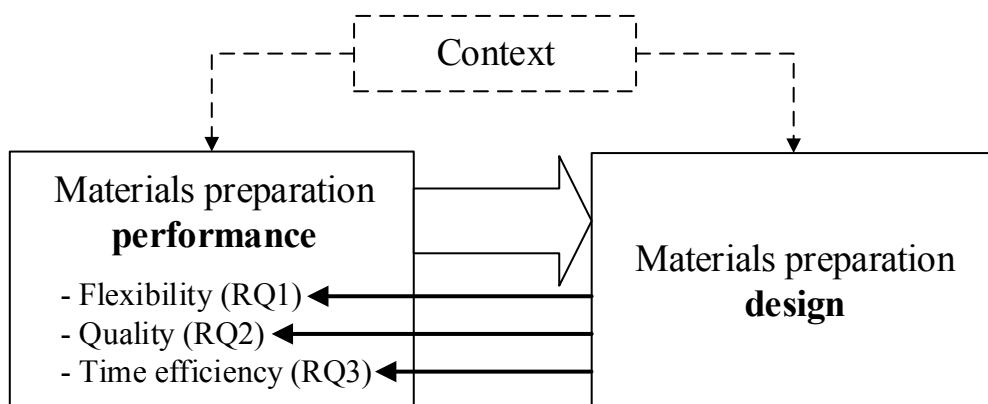 Context
Materials preparation
performance
- Flexibility (RQ1)
- Quality (RQ2)
- Time efficiency (RQ3)
Materials preparation
design